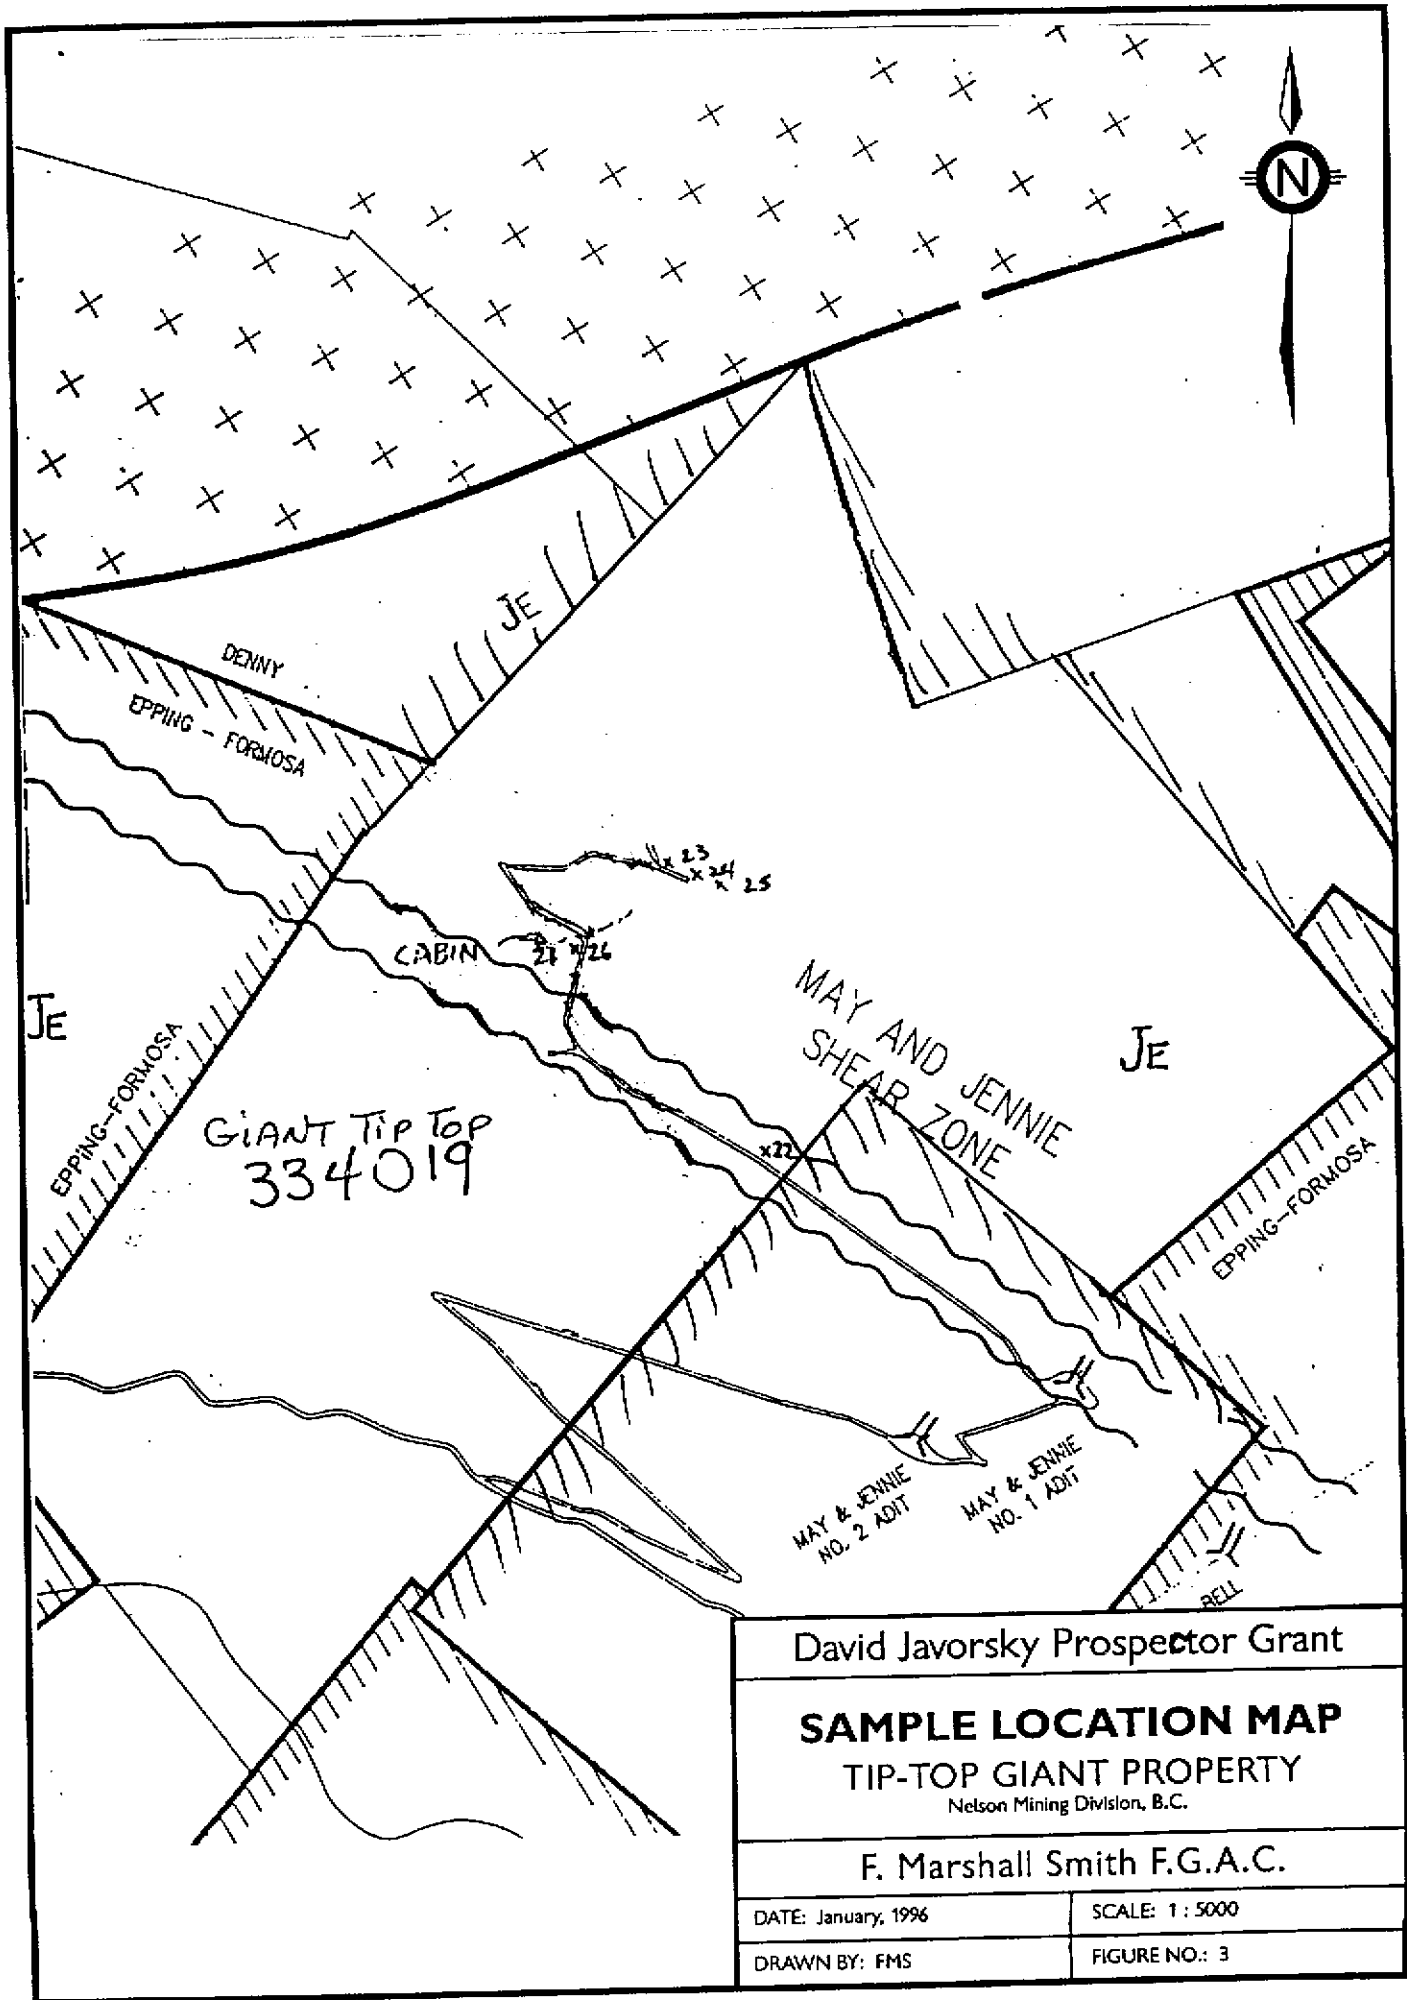 N
JE
DENNY
EPPING - FORMOSA
x 23
x 24
x 25
CABIN
27
x 26
JE
MAY AND JENNIE
SHEAR ZONE
JE
EPPING-FORMOSA
GIANT TIP TOP
334019
x22
EPPING-FORMOSA
MAY & JENNIE
NO. 2 ADIT
MAY & JENNIE
NO. 1 ADIT
BELL
David Javorsky Prospector Grant
SAMPLE LOCATION MAP
TIP-TOP GIANT PROPERTY
Nelson Mining Division, B.C.
F. Marshall Smith F.G.A.C.
DATE: January, 1996
SCALE: 1 : 5000
DRAWN BY: FMS
FIGURE NO.: 3